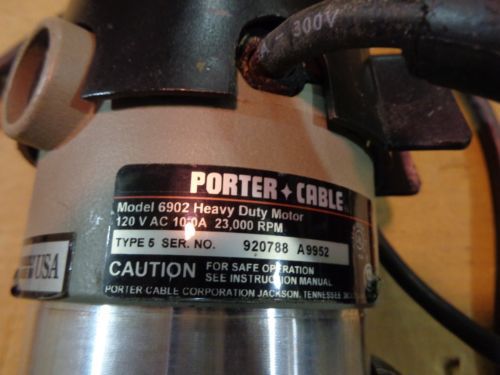 A - 300V
PORTER + CABLE
Model 6902 Heavy Duty Motor
120 V AC 10.0A 23,000 RPM
TYPE 5 SER. NO. 920788 A9952
CAUTION FOR SAFE OPERATION
SEE INSTRUCTION MANUAL
PORTER CABLE CORPORATION JACKSON, TENNESSEE
USA